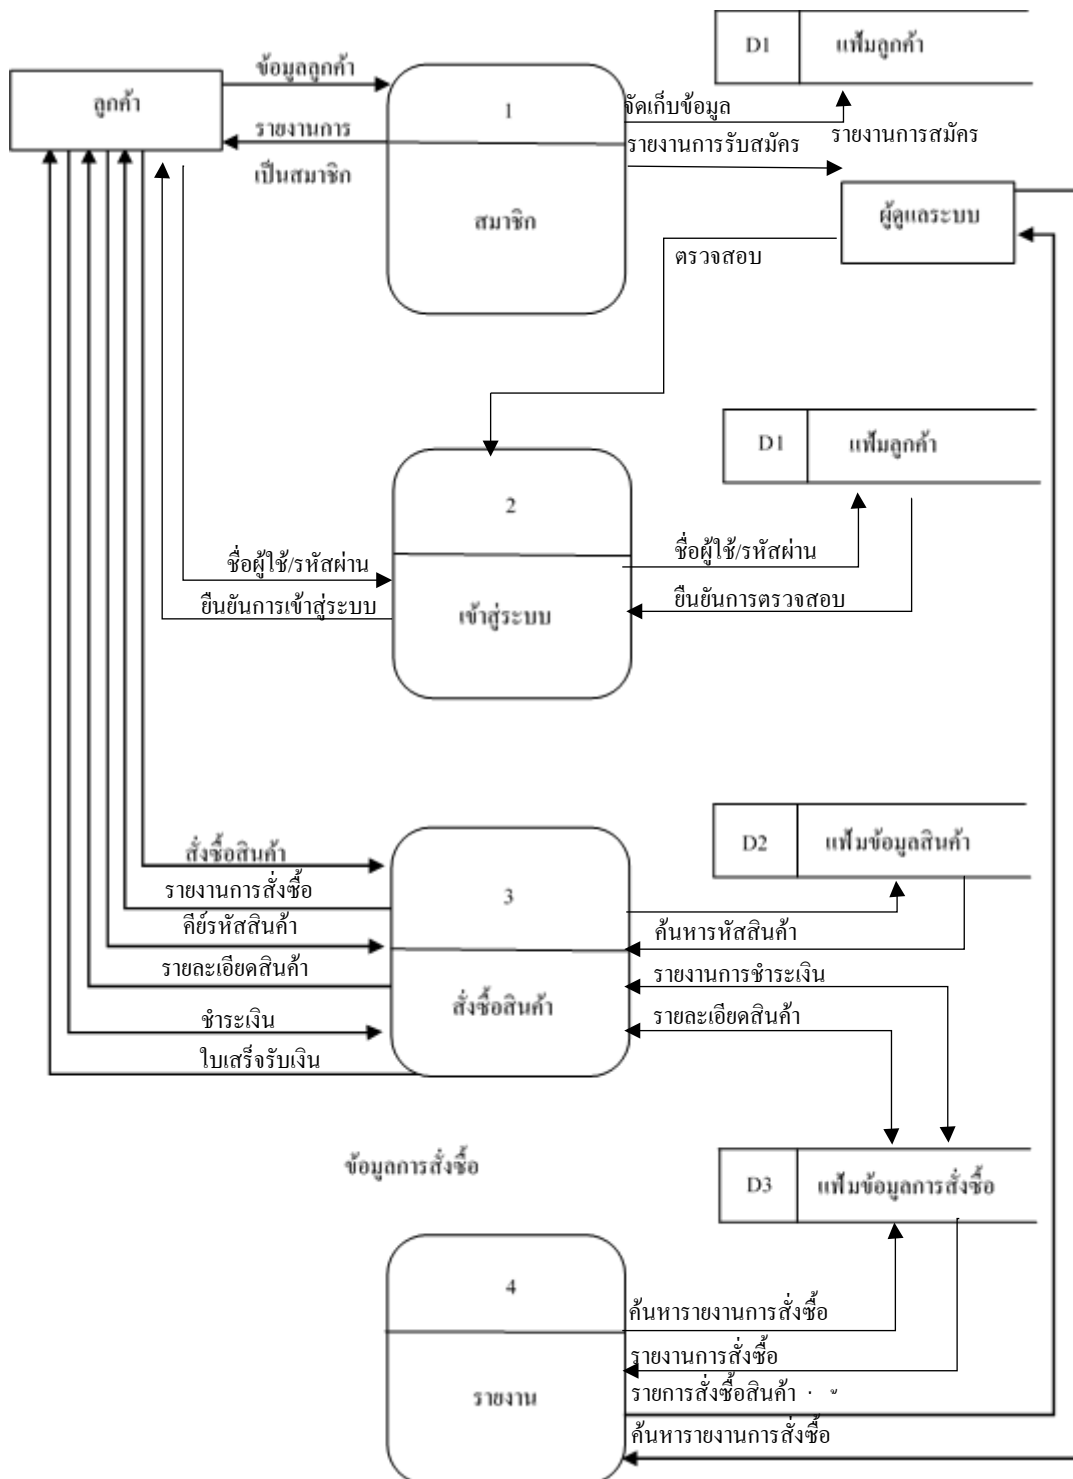 D1 แฟ้มลูกค้า
ข้อมูลลูกค้า
ลูกค้า
1
จัดเก็บข้อมูล
รายงานการ
รายงานการรับสมัคร
รายงานการสมัคร
เป็นสมาชิก
สมาชิก
ผู้ดูแลระบบ
ตรวจสอบ
D1 แฟ้มลูกค้า
2
ชื่อผู้ใช้/รหัสผ่าน
ชื่อผู้ใช้/รหัสผ่าน
ยืนยันการเข้าสู่ระบบ
ยืนยันการตรวจสอบ
เข้าสู่ระบบ
D2 แฟ้มข้อมูลสินค้า
สั่งซื้อสินค้า
รายงานการสั่งซื้อ
3
คีย์รหัสสินค้า
ค้นหารหัสสินค้า
รายละเอียดสินค้า
รายงานการชำระเงิน
สั่งซื้อสินค้า
ชำระเงิน
รายละเอียดสินค้า
ใบเสร็จรับเงิน
ข้อมูลการสั่งซื้อ
D3 แฟ้มข้อมูลการสั่งซื้อ
4
ค้นหารายงานการสั่งซื้อ
รายงานการสั่งซื้อ
รายงาน
รายการสั่งซื้อสินค้า
ค้นหารายงานการสั่งซื้อ